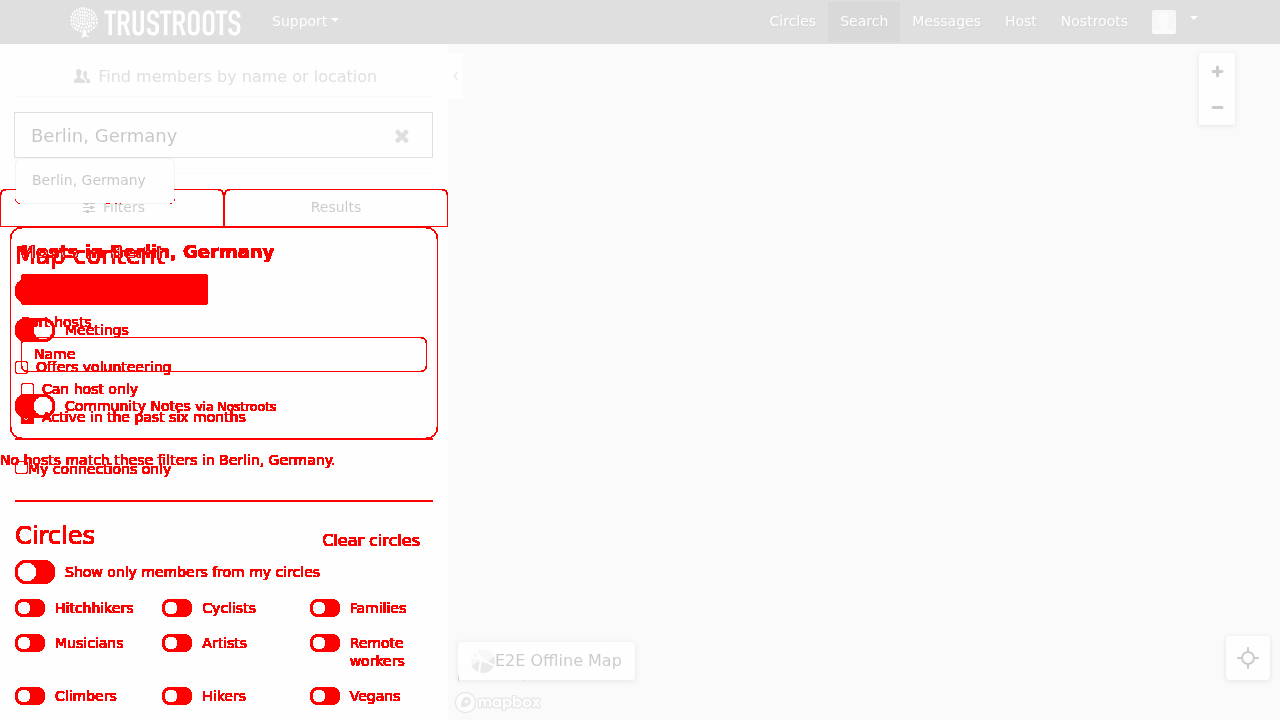 TRUSTROOTS Support Circles Search Messages Host Nostroots
Find members by name or location
Berlin, Germany
Berlin, Germany
Filters Results
Hosts in Berlin, Germany
Map content
Sort hosts
Meetings
Name
Offers volunteering
Can host only
Community Notes via Nostroots
Active in the past six months
No hosts match these filters in Berlin, Germany.
My connections only
Circles
Clear circles
Show only members from my circles
Hitchhikers Cyclists Families
Musicians Artists Remote
workers
Climbers Hikers Vegans
E2E Offline Map
mapbox